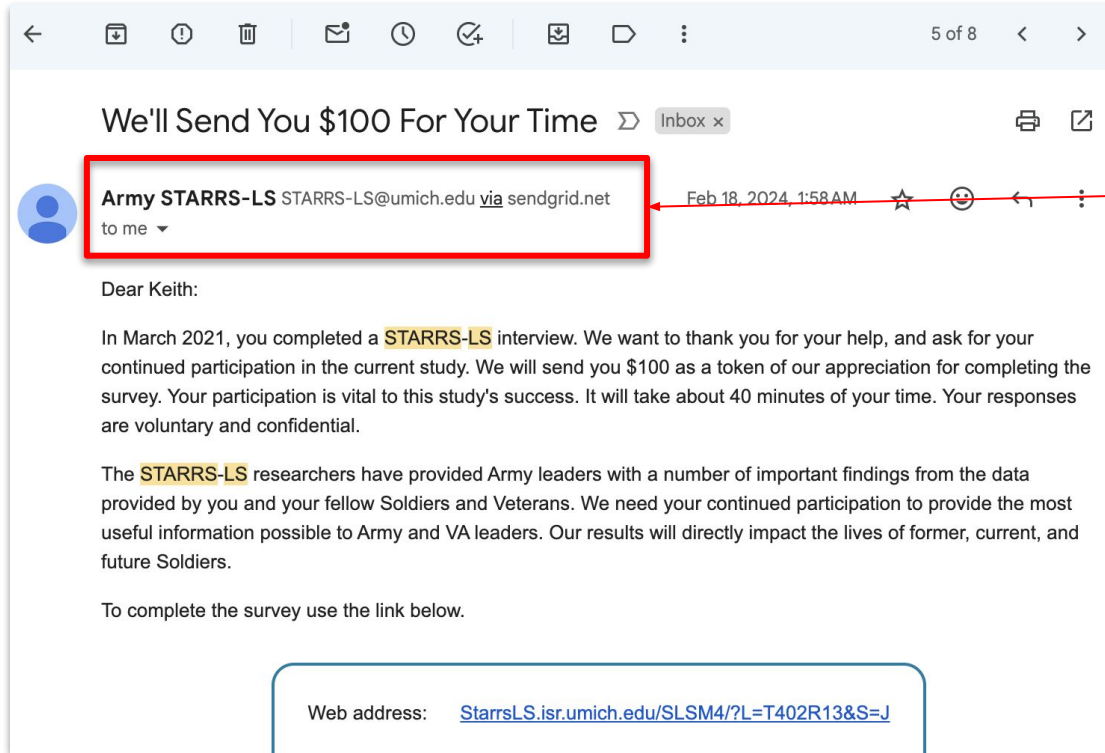 5 of 8
We'll Send You $100 For Your Time Inbox x
Army STARRS-LS STARRS-LS@umich.edu via sendgrid.net Feb 18, 2024, 1:58 AM
to me
Dear Keith:
In March 2021, you completed a STARRS-LS interview. We want to thank you for your help, and ask for your
continued participation in the current study. We will send you $100 as a token of our appreciation for completing the
survey. Your participation is vital to this study's success. It will take about 40 minutes of your time. Your responses
are voluntary and confidential.
The STARRS-LS researchers have provided Army leaders with a number of important findings from the data
provided by you and your fellow Soldiers and Veterans. We need your continued participation to provide the most
useful information possible to Army and VA leaders. Our results will directly impact the lives of former, current, and
future Soldiers.
To complete the survey use the link below.
Web address: StarrsLS.isr.umich.edu/SLSM4/?L=T402R13&S=J